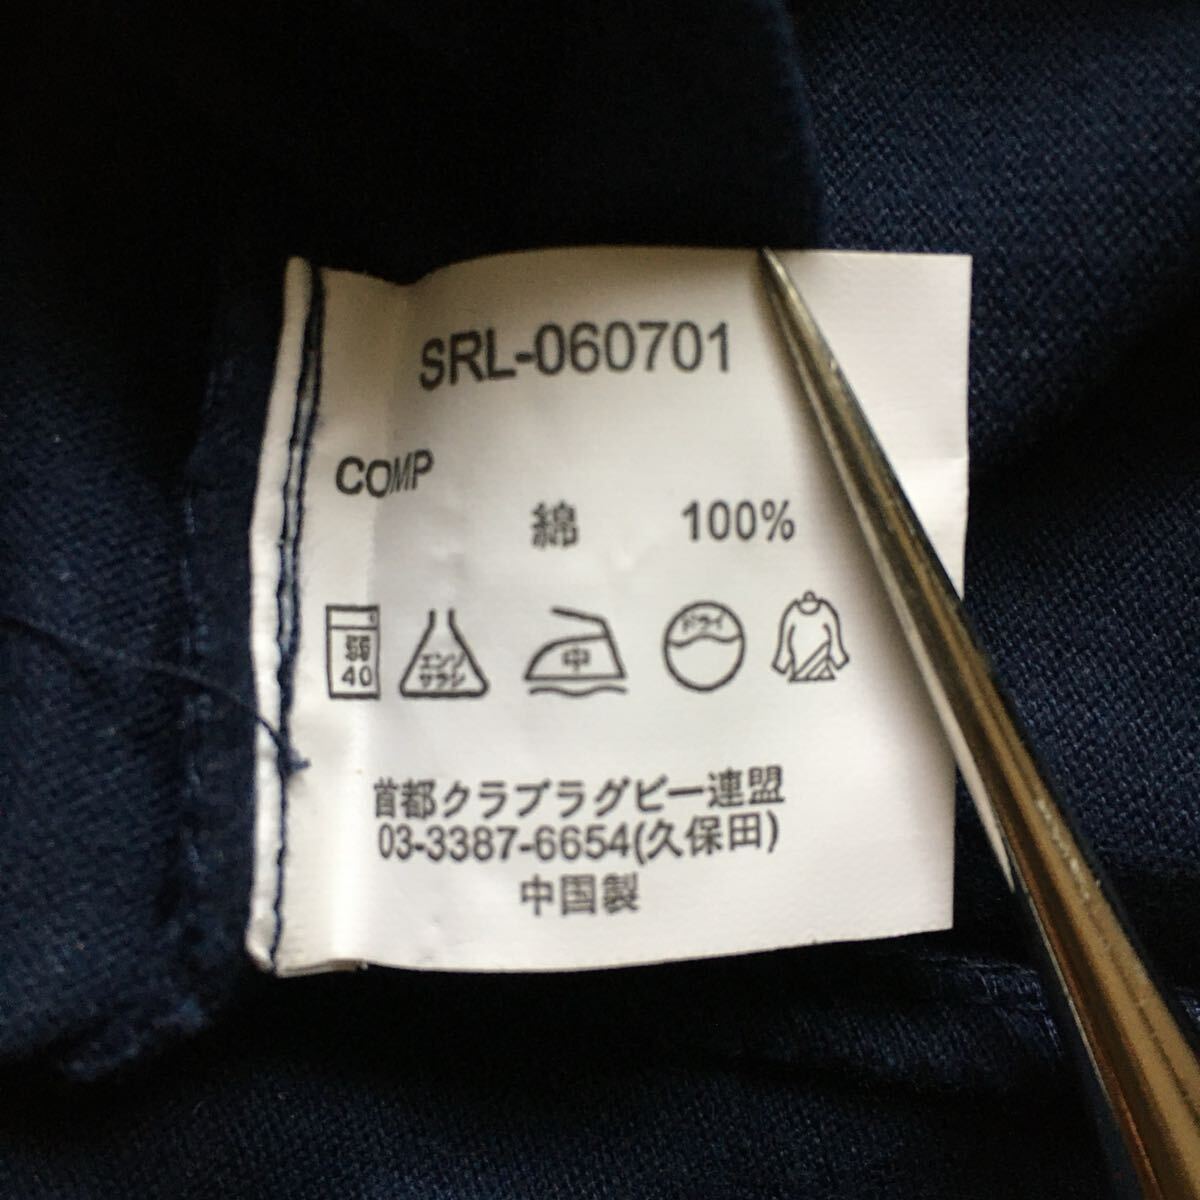 SRL-060701
COMP
綿 100%
弱
40
エンソ
サラシ
中
ドライ
首都クラブラグビー連盟
03-3387-6654(久保田)
中国製